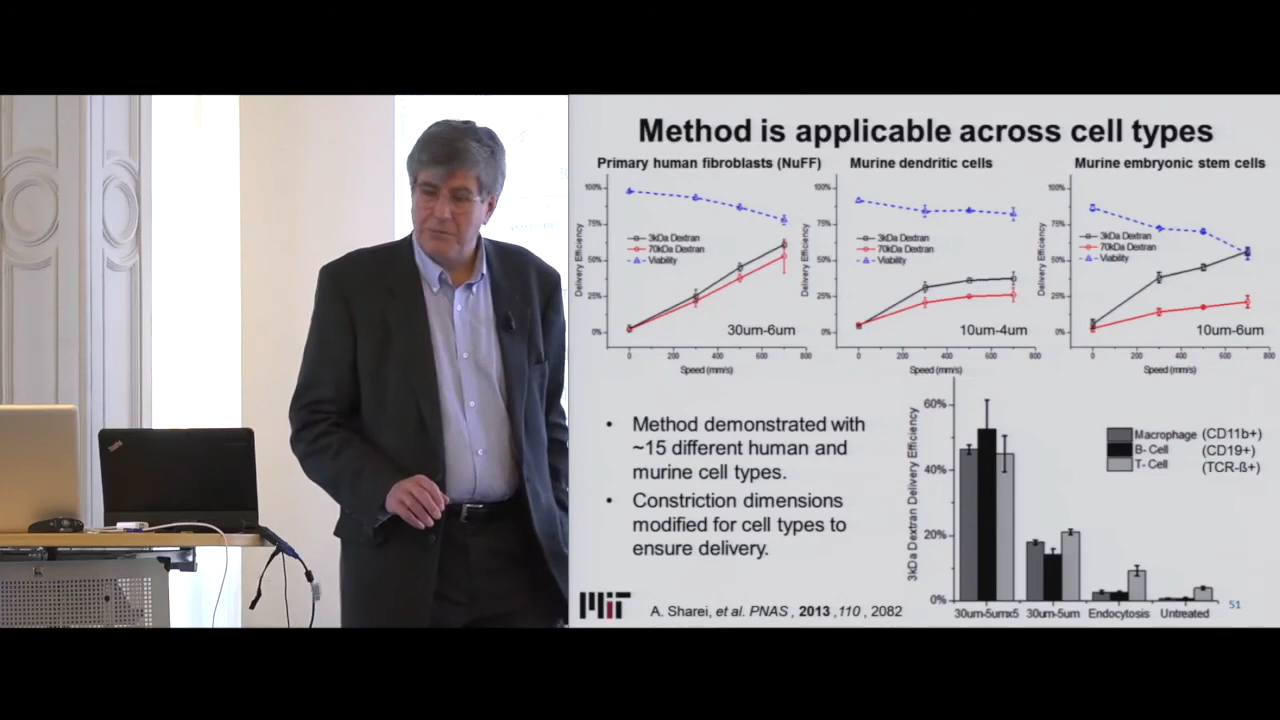 Method is applicable across cell types
Primary human fibroblasts (NuFF)
100%
75%
50%
25%
0%
Delivery Efficiency
3kDa Dextran
70kDa Dextran
Viability
30um-6um
0 200 400 600 800
Speed (mm/s)
Murine dendritic cells
100%
75%
50%
25%
0%
Delivery Efficiency
3kDa Dextran
70kDa Dextran
Viability
10um-4um
0 200 400 600 800
Speed (mm/s)
Murine embryonic stem cells
100%
75%
50%
25%
0%
Delivery Efficiency
3kDa Dextran
70kDa Dextran
Viability
10um-6um
0 200 400 600 800
Speed (mm/s)
• Method demonstrated with
~15 different human and
murine cell types.
• Constriction dimensions
modified for cell types to
ensure delivery.
60%
40%
20%
0%
3kDa Dextran Delivery Efficiency
Macrophage (CD11b+)
B- Cell (CD19+)
T- Cell (TCR-ß+)
30um-5umx5 30um-5um Endocytosis Untreated
MIT
A. Sharei, et al. PNAS , 2013 ,110 , 2082
51